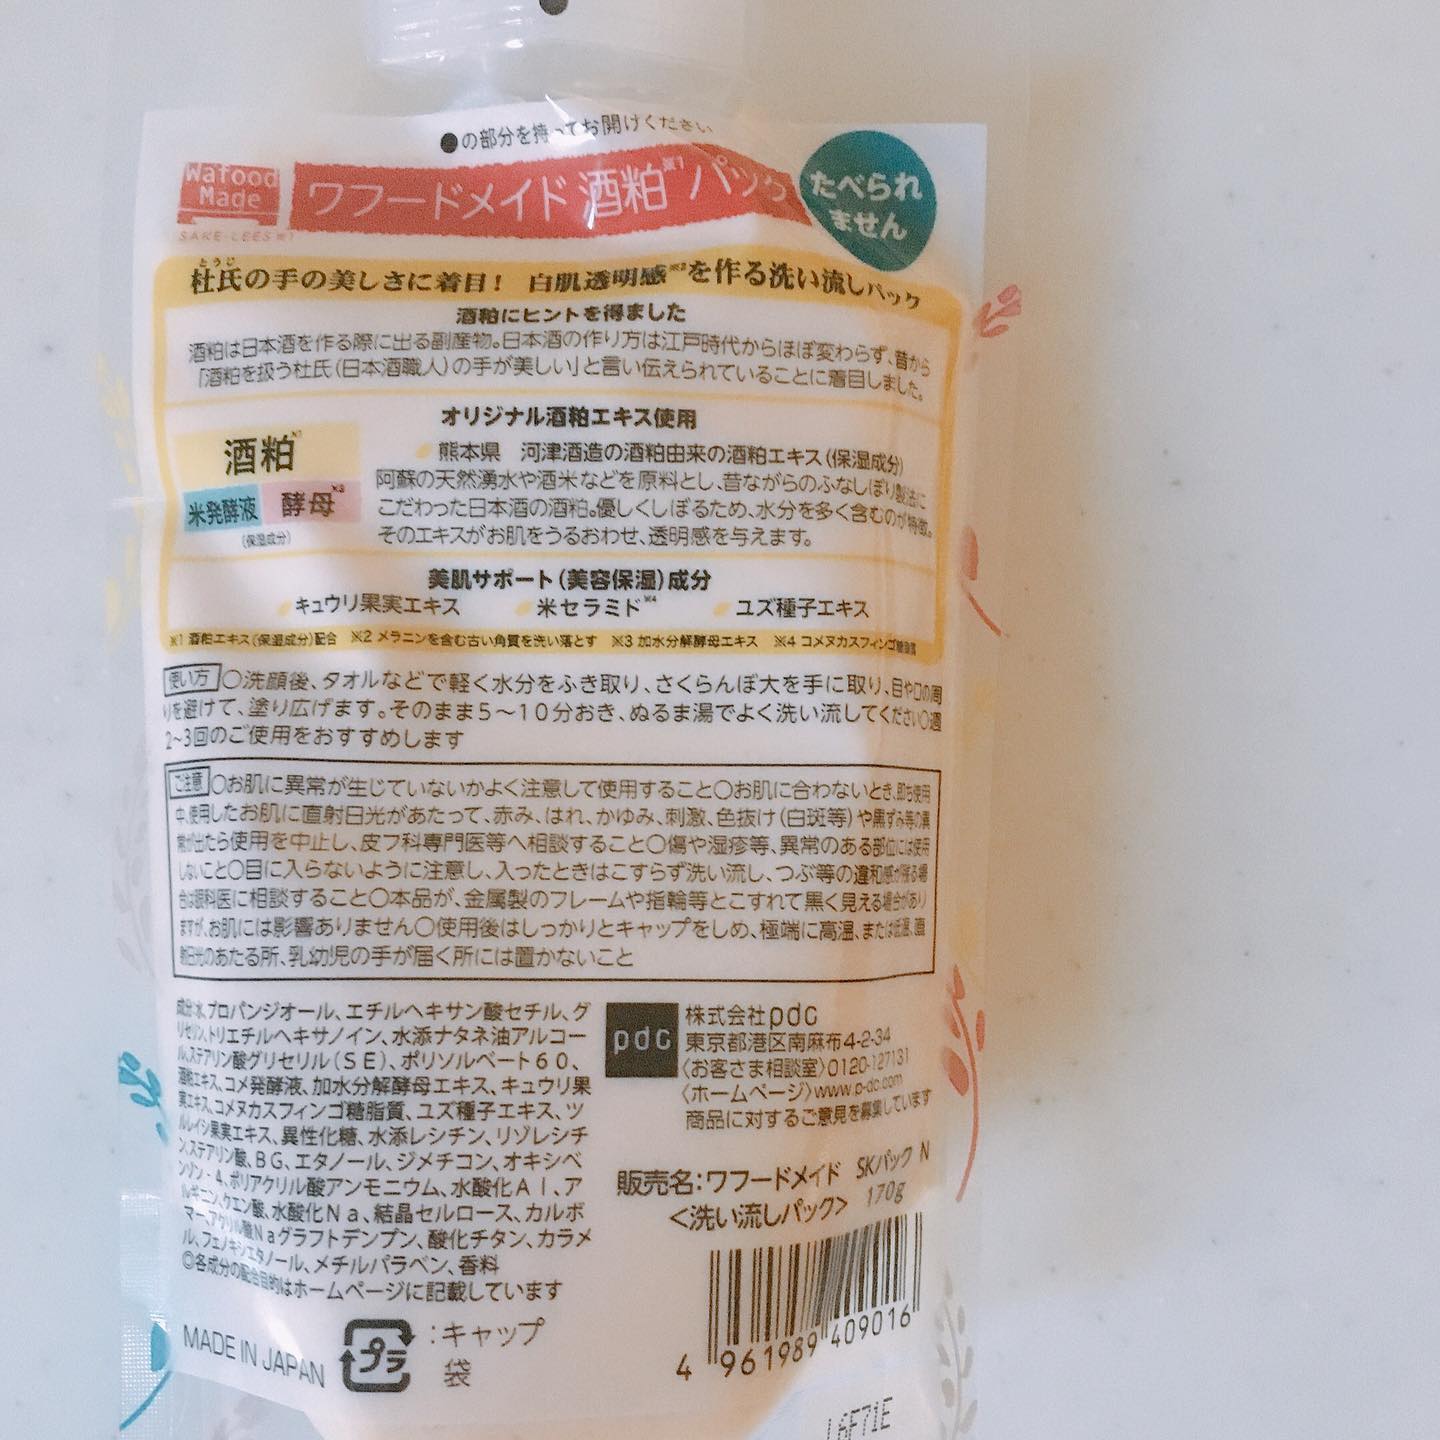 ●の部分を持ってお開けください
Wafood
Made
SAKE-LEES※1
ワフードメイド 酒粕※1パック
たべられ
ません
とうじ
杜氏の手の美しさに着目! 白肌透明感※2を作る洗い流しパック
酒粕にヒントを得ました
酒粕は日本酒を作る際に出る副産物。日本酒の作り方は江戸時代からほぼ変わらず、昔から
「酒粕を扱う杜氏(日本酒職人)の手が美しい」と言い伝えられていることに着目しました。
オリジナル酒粕エキス使用
酒粕※1
米発酵液
酵母※3
(保湿成分)
熊本県 河津酒造の酒粕由来の酒粕エキス(保湿成分)
阿蘇の天然湧水や酒米などを原料とし、昔ながらのふなしぼり製法に
こだわった日本酒の酒粕。優しくしぼるため、水分を多く含むのが特徴。
そのエキスがお肌をうるおわせ、透明感を与えます。
美肌サポート(美容保湿)成分
キュウリ果実エキス 米セラミド※4 ユズ種子エキス
※1 酒粕エキス(保湿成分)配合 ※2 メラニンを含む古い角質を洗い落とす ※3 加水分解酵母エキス ※4 コメヌカスフィンゴ糖脂質
使い方 〇洗顔後、タオルなどで軽く水分をふき取り、さくらんぼ大を手に取り、目や口の周
りを避けて、塗り広げます。そのまま5〜10分おき、ぬるま湯でよく洗い流してください〇週
2〜3回のご使用をおすすめします
ご注意 〇お肌に異常が生じていないかよく注意して使用すること〇お肌に合わないとき、即ち使用
中、使用したお肌に直射日光があたって、赤み、はれ、かゆみ、刺激、色抜け(白斑等)や黒ずみ等の異
常が出たら使用を中止し、皮フ科専門医等へ相談すること〇傷や湿疹等、異常のある部位には使用
しないこと〇目に入らないように注意し、入ったときはこすらず洗い流し、つぶ等の違和感が残る場
合は眼科医に相談すること〇本品が、金属製のフレームや指輪等とこすれて黒く見える場合があり
ますが、お肌には影響ありません〇使用後はしっかりとキャップをしめ、極端に高温、または低温、直
射日光のあたる所、乳幼児の手が届く所には置かないこと
成分:水、プロパンジオール、エチルヘキサン酸セチル、グ
リセリン、トリエチルヘキサノイン、水添ナタネ油アルコー
ル、ステアリン酸グリセリル(SE)、ポリソルベート60、
酒粕エキス、コメ発酵液、加水分解酵母エキス、キュウリ果
実エキス、コメヌカスフィンゴ糖脂質、ユズ種子エキス、ツ
ルレイシ果実エキス、異性化糖、水添レシチン、リゾレシチ
ン、ステアリン酸、BG、エタノール、ジメチコン、オキシベ
ンゾン-4、ポリアクリル酸アンモニウム、水酸化Al、ア
ルギニン、クエン酸、水酸化Na、結晶セルロース、カルボ
マー、アクリル酸Naグラフトデンプン、酸化チタン、カラメ
ル、フェノキシエタノール、メチルパラベン、香料
◎各成分の配合目的はホームページに記載しています
pdc
株式会社pdc
東京都港区南麻布4-2-34
〈お客さま相談室〉0120-127131
〈ホームページ〉www.p-dc.com
商品に対するご意見を募集しています
販売名:ワフードメイド SKパック N
<洗い流しパック> 170g
MADE IN JAPAN
プラ
:キャップ
袋
4 961989 409016
L6F71E